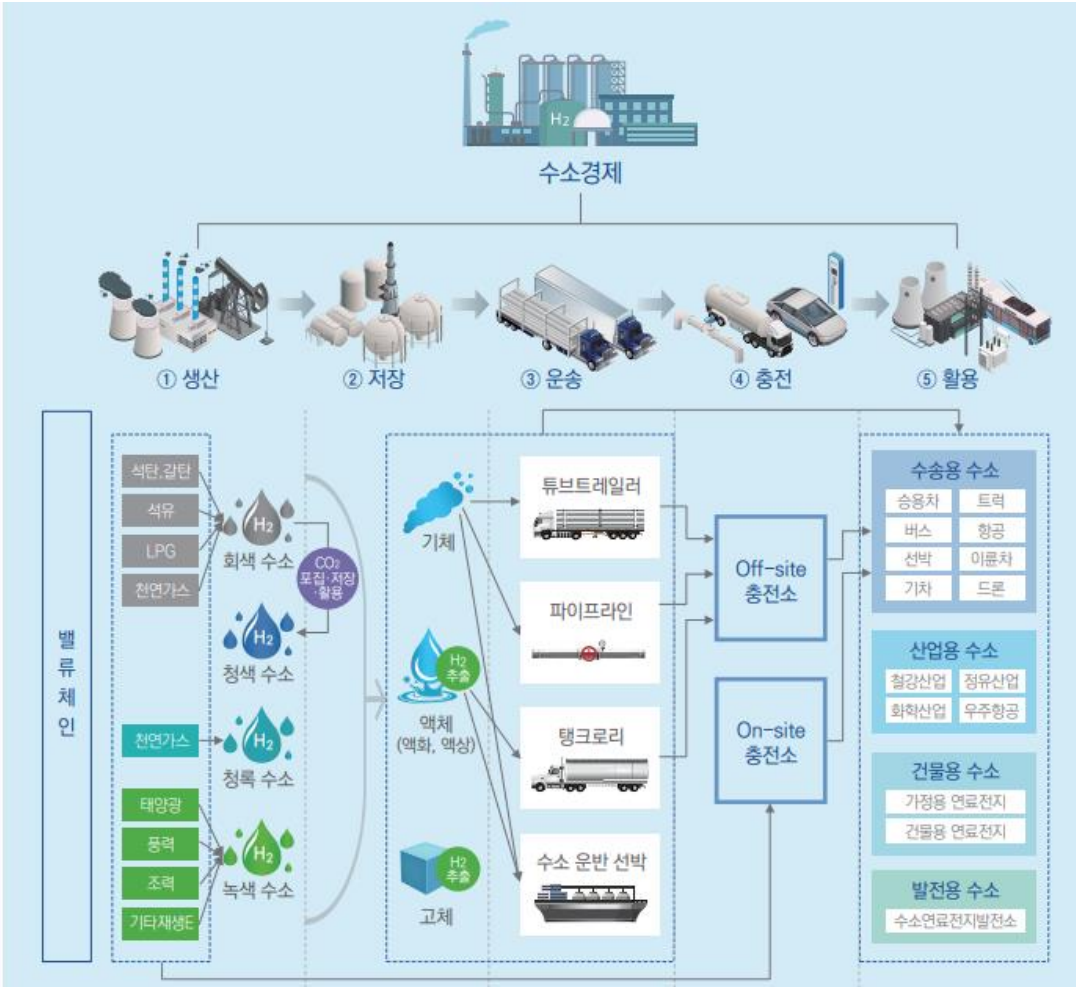 H₂
수소경제
① 생산
② 저장
③ 운송
④ 충전
⑤ 활용
밸류체인
석탄,갈탄
석유
LPG
천연가스
H₂
회색 수소
CO₂
포집·저장
·활용
H₂
청색 수소
천연가스
H₂
청록 수소
태양광
풍력
조력
기타재생E
H₂
녹색 수소
기체
H₂
추출
액체
(액화, 액상)
H₂
추출
고체
튜브트레일러
파이프라인
탱크로리
수소 운반 선박
Off-site
충전소
On-site
충전소
수송용 수소
승용차 트럭
버스 항공
선박 이륜차
기차 드론
산업용 수소
철강산업 정유산업
화학산업 우주항공
건물용 수소
가정용 연료전지
건물용 연료전지
발전용 수소
수소연료전지발전소